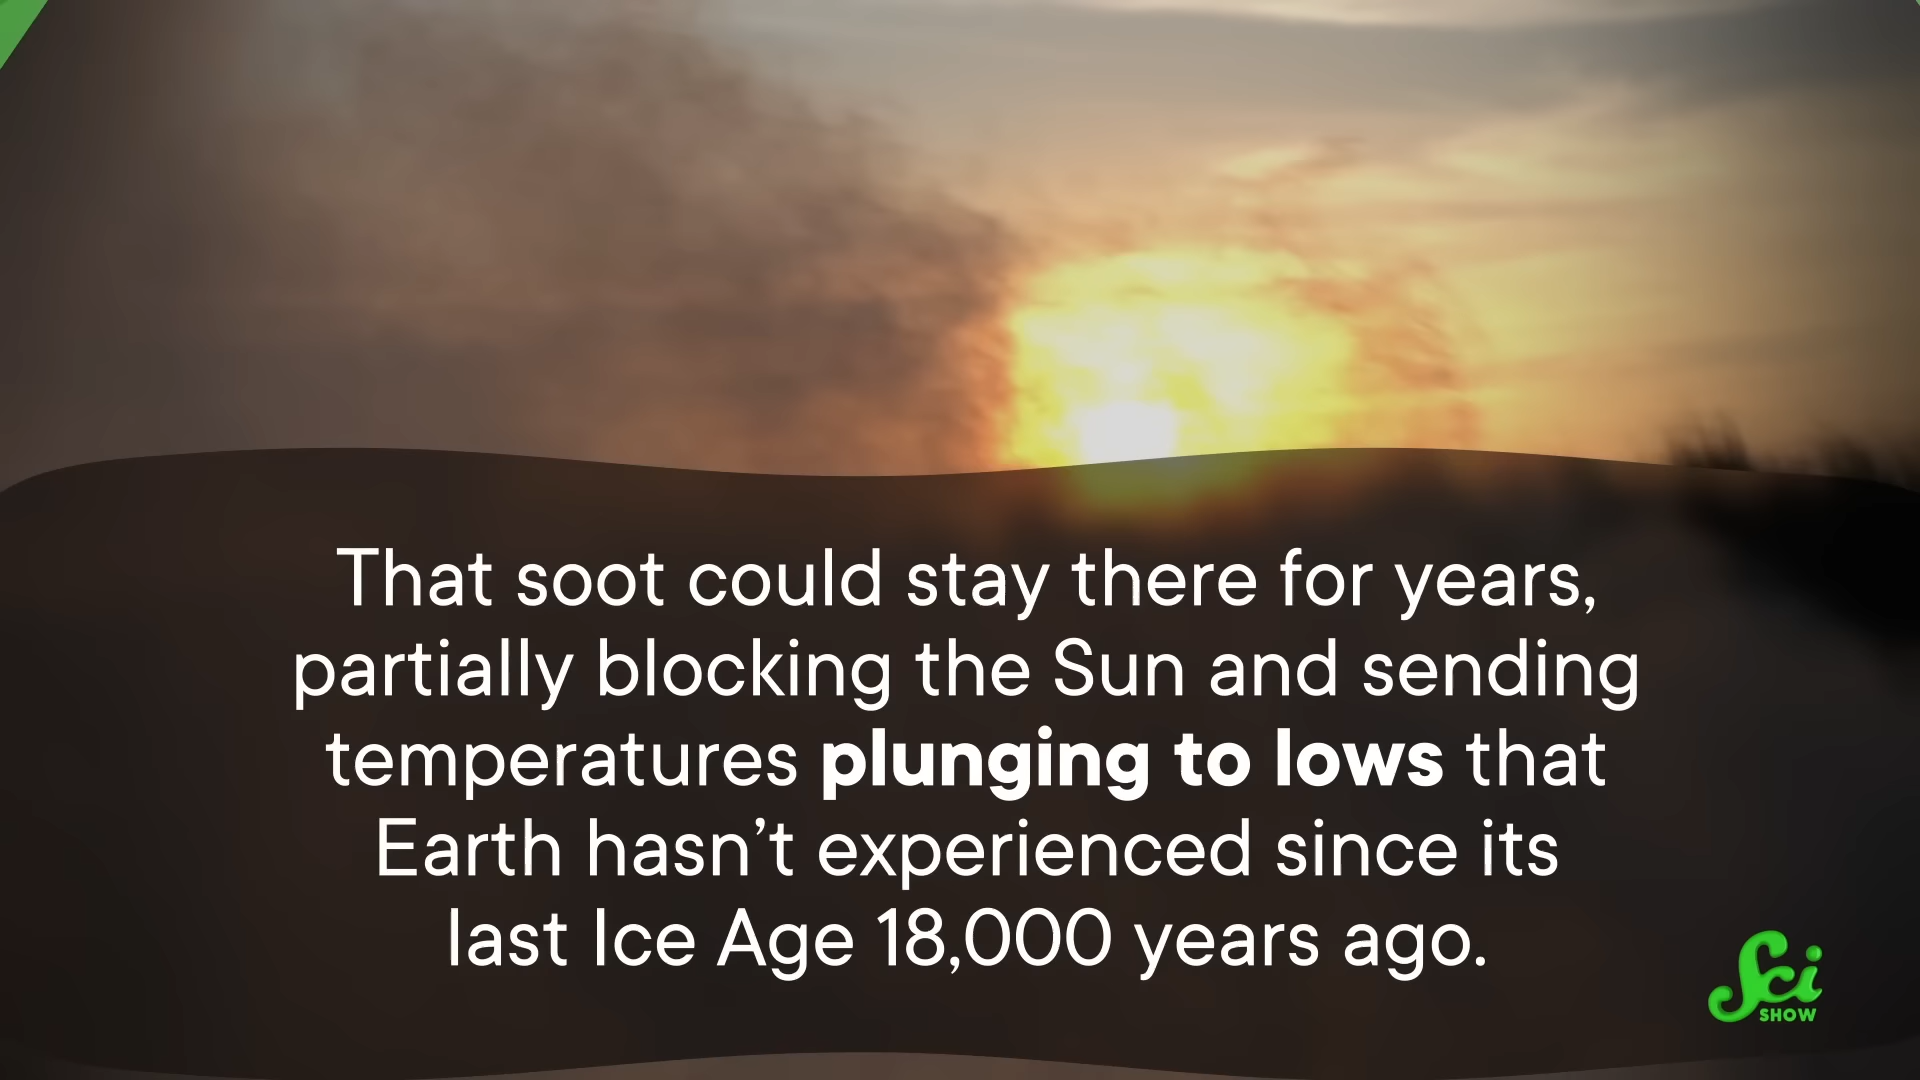 That soot could stay there for years,
partially blocking the Sun and sending
temperatures plunging to lows that
Earth hasn’t experienced since its
last Ice Age 18,000 years ago.
Sci
SHOW